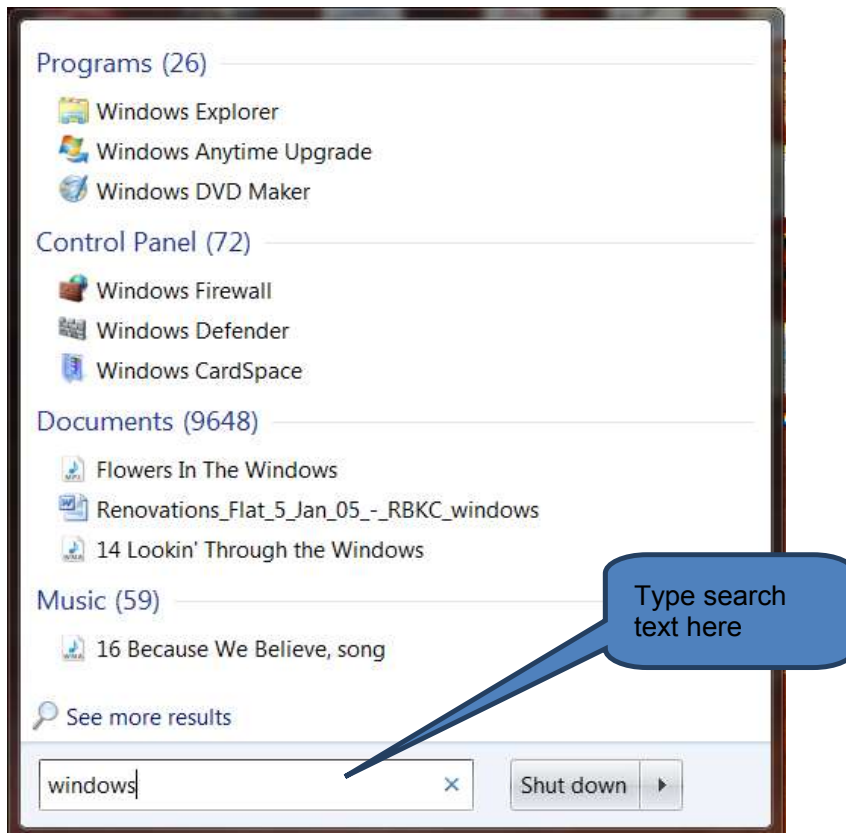 Programs (26)
Windows Explorer
Windows Anytime Upgrade
Windows DVD Maker
Control Panel (72)
Windows Firewall
Windows Defender
Windows CardSpace
Documents (9648)
Flowers In The Windows
Renovations_Flat_5_Jan_05_-_RBKC_windows
14 Lookin' Through the Windows
Music (59)
16 Because We Believe, song
Type search
text here
See more results
windows
Shut down